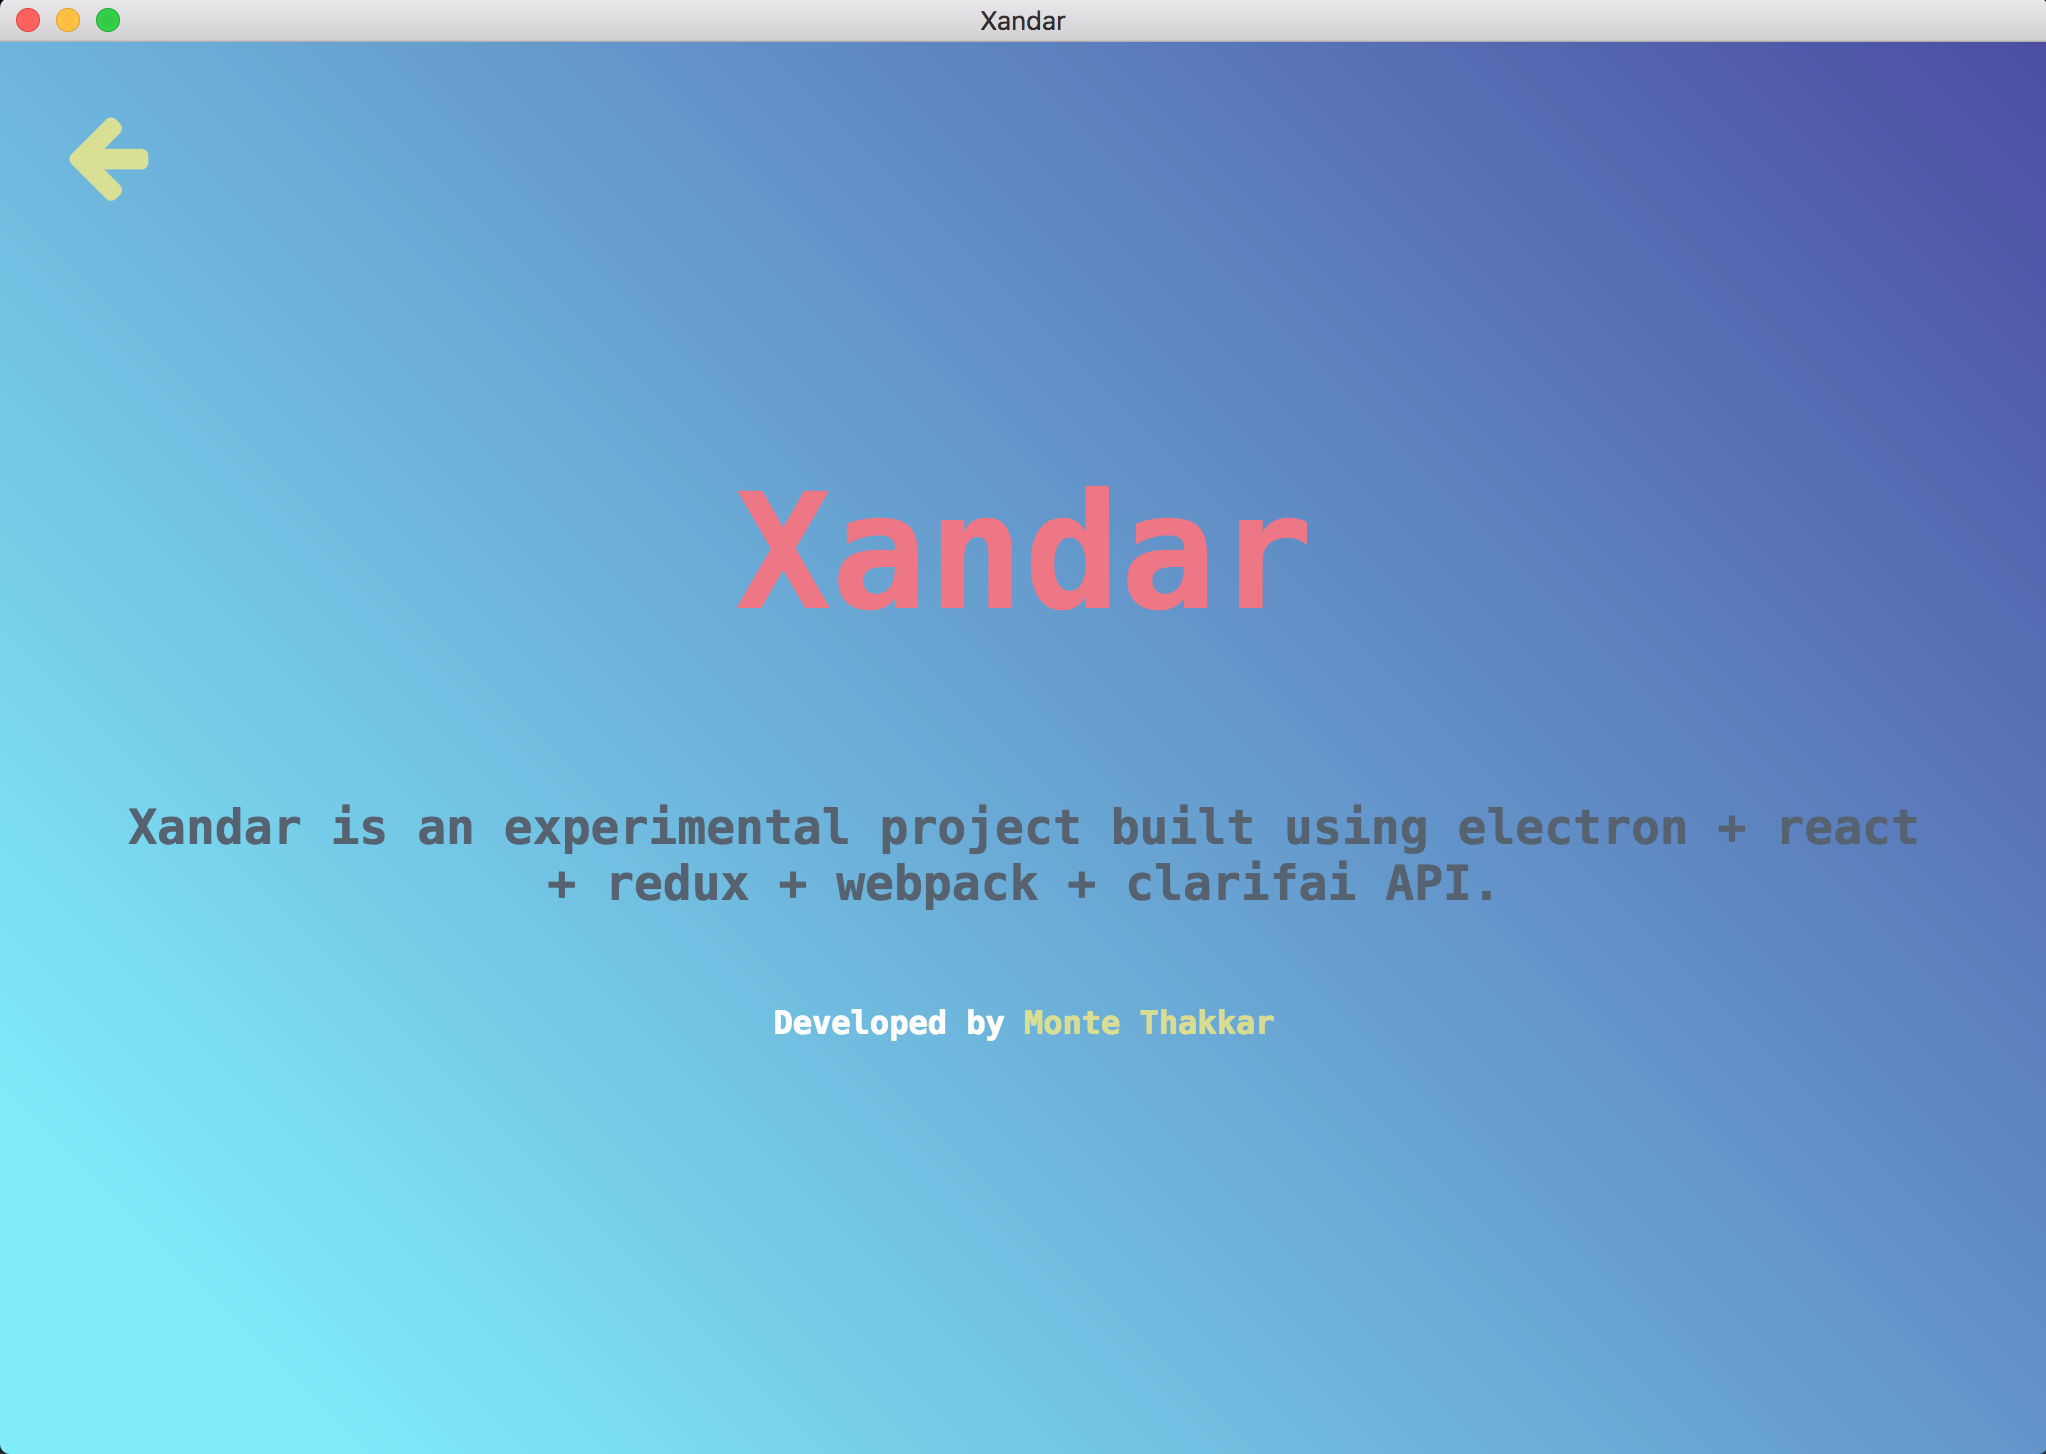 Xandar
Xandar
Xandar is an experimental project built using electron + react
+ redux + webpack + clarifai API.
Developed by Monte Thakkar